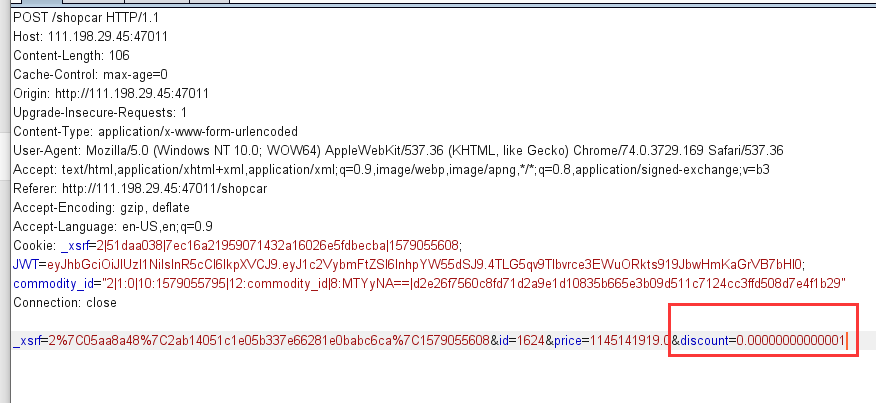 POST /shopcar HTTP/1.1
Host: 111.198.29.45:47011
Content-Length: 106
Cache-Control: max-age=0
Origin: http://111.198.29.45:47011
Upgrade-Insecure-Requests: 1
Content-Type: application/x-www-form-urlencoded
User-Agent: Mozilla/5.0 (Windows NT 10.0; WOW64) AppleWebKit/537.36 (KHTML, like Gecko) Chrome/74.0.3729.169 Safari/537.36
Accept: text/html,application/xhtml+xml,application/xml;q=0.9,image/webp,image/apng,*/*;q=0.8,application/signed-exchange;v=b3
Referer: http://111.198.29.45:47011/shopcar
Accept-Encoding: gzip, deflate
Accept-Language: en-US,en;q=0.9
Cookie: _xsrf=2|51daa038|7ec16a21959071432a16026e5fdbecba|1579055608;
JWT=eyJhbGciOiJIUzI1NiIsInR5cCI6IkpXVCJ9.eyJ1c2VybmFtZSI6InhpYW55dSJ9.4TLG5qv9TIbvrce3EWuORkts919JbwHmKaGrVB7bHI0;
commodity_id="2|1:0|10:1579055795|12:commodity_id|8:MTYyNA==|d2e26f7560c8fd71d2a9e1d10835b665e3b09d511c7124cc3ffd508d7e4f1b29"
Connection: close
_xsrf=2%7C05aa8a48%7C2ab14051c1e05b337e66281e0babc6ca%7C1579055608&id=1624&price=1145141919.0&discount=0.00000000000001